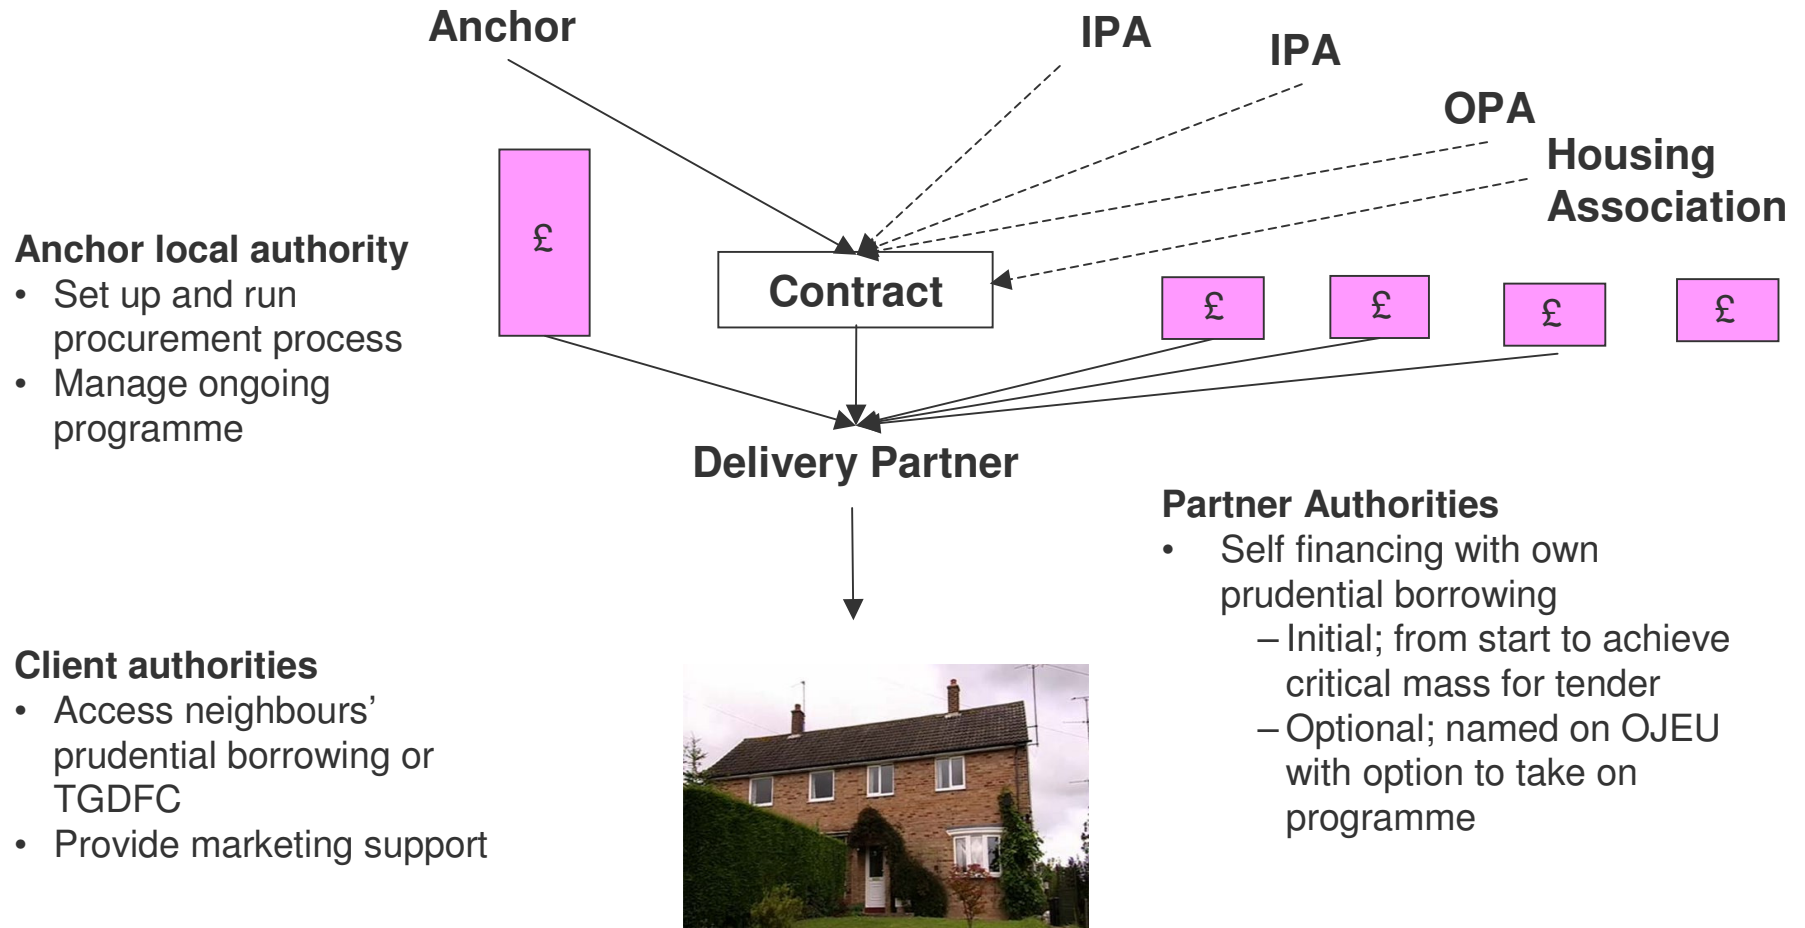 Anchor
IPA
IPA
OPA
Housing
Association
£
Contract
£
£
£
£
Anchor local authority
• Set up and run
procurement process
• Manage ongoing
programme
Delivery Partner
Partner Authorities
• Self financing with own
prudential borrowing
– Initial; from start to achieve
critical mass for tender
– Optional; named on OJEU
with option to take on
programme
Client authorities
• Access neighbours’
prudential borrowing or
TGDFC
• Provide marketing support